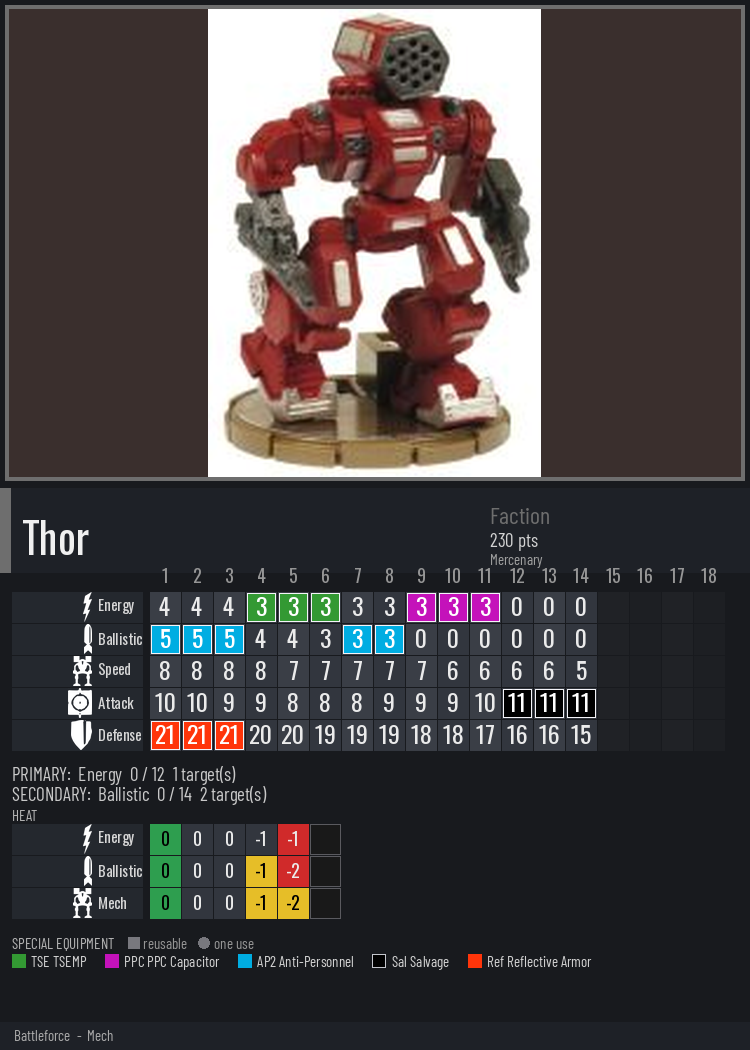 Thor
Faction
230 pts
Mercenary
1 2 3 4 5 6 7 8 9 10 11 12 13 14 15 16 17 18
Energy 4 4 4 3 3 3 3 3 3 3 3 0 0 0
Ballistic 5 5 5 4 4 3 3 3 0 0 0 0 0 0
Speed 8 8 8 8 7 7 7 7 7 6 6 6 6 5
Attack 10 10 9 9 8 8 8 9 9 9 10 11 11 11
Defense 21 21 21 20 20 19 19 19 18 18 17 16 16 15
PRIMARY: Energy 0 / 12 1 target(s)
SECONDARY: Ballistic 0 / 14 2 target(s)
HEAT
Energy 0 0 0 -1 -1
Ballistic 0 0 0 -1 -2
Mech 0 0 0 -1 -2
SPECIAL EQUIPMENT reusable one use
TSE TSEMP PPC PPC Capacitor AP2 Anti-Personnel Sal Salvage Ref Reflective Armor
Battleforce - Mech